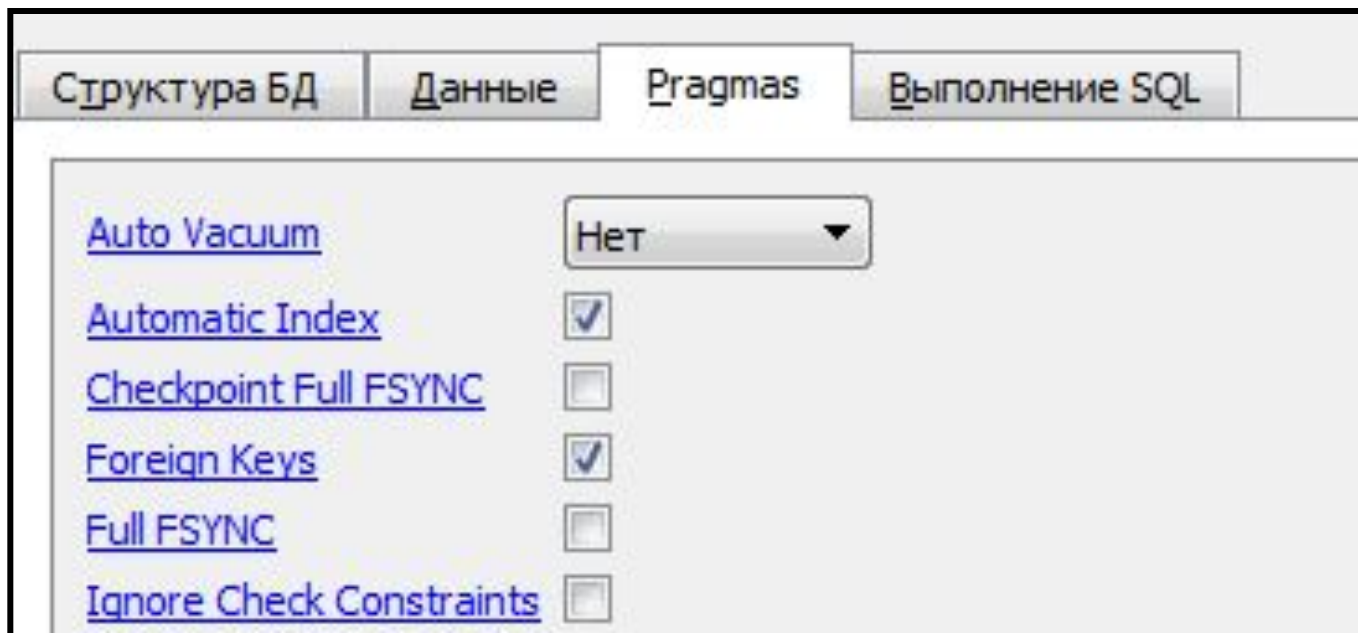 Структура БД Данные Pragmas Выполнение SQL
Auto Vacuum Нет
Automatic Index
Checkpoint Full FSYNC
Foreign Keys
Full FSYNC
Ignore Check Constraints